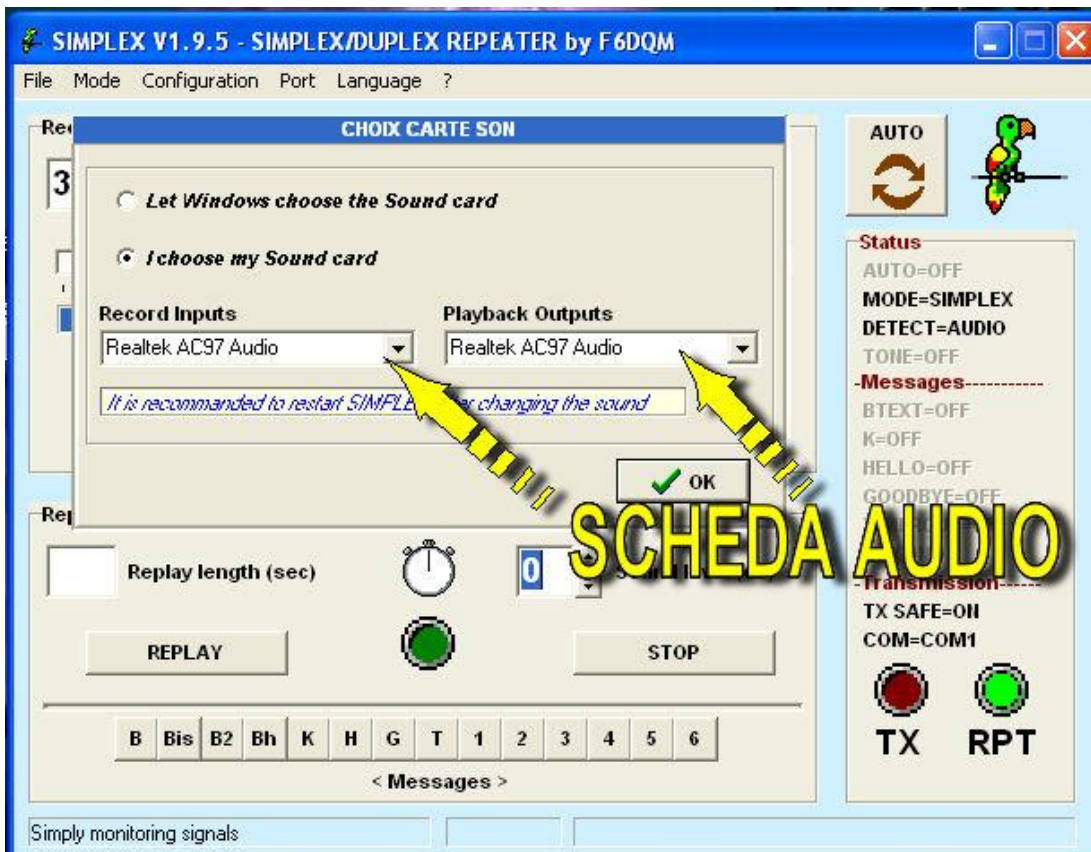 SIMPLEX V1.9.5 - SIMPLEX/DUPLEX REPEATER by F6DQM
File Mode Configuration Port Language ?
Rec
CHOIX CARTE SON
3
Let Windows choose the Sound card
I choose my Sound card
Record Inputs Playback Outputs
Realtek AC97 Audio Realtek AC97 Audio
It is recommanded to restart SIMPLE changing the sound
OK
SCHEDA AUDIO
AUTO
Status
AUTO=OFF
MODE=SIMPLEX
DETECT=AUDIO
TONE=OFF
-Messages-----------
BTEXT=OFF
K=OFF
HELLO=OFF
GOODBYE=OFF
-Transmission------
TX SAFE=ON
COM=COM1
TX RPT
Rep
Replay length (sec) 0
REPLAY STOP
B Bis B2 Bh K H G T 1 2 3 4 5 6
< Messages >
Simply monitoring signals